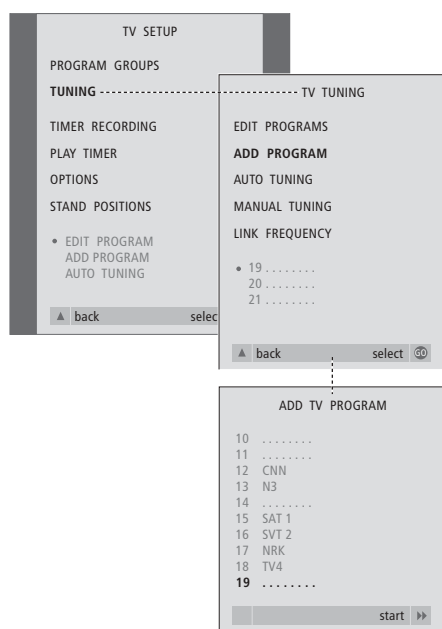 TV SETUP
PROGRAM GROUPS
TUNING
TIMER RECORDING
PLAY TIMER
OPTIONS
STAND POSITIONS
• EDIT PROGRAM
ADD PROGRAM
AUTO TUNING
▲ back selec
TV TUNING
EDIT PROGRAMS
ADD PROGRAM
AUTO TUNING
MANUAL TUNING
LINK FREQUENCY
• 19 ........
20 ........
21 ........
▲ back select GO
ADD TV PROGRAM
10 ........
11 ........
12 CNN
13 N3
14 ........
15 SAT 1
16 SVT 2
17 NRK
18 TV4
19 ........
start